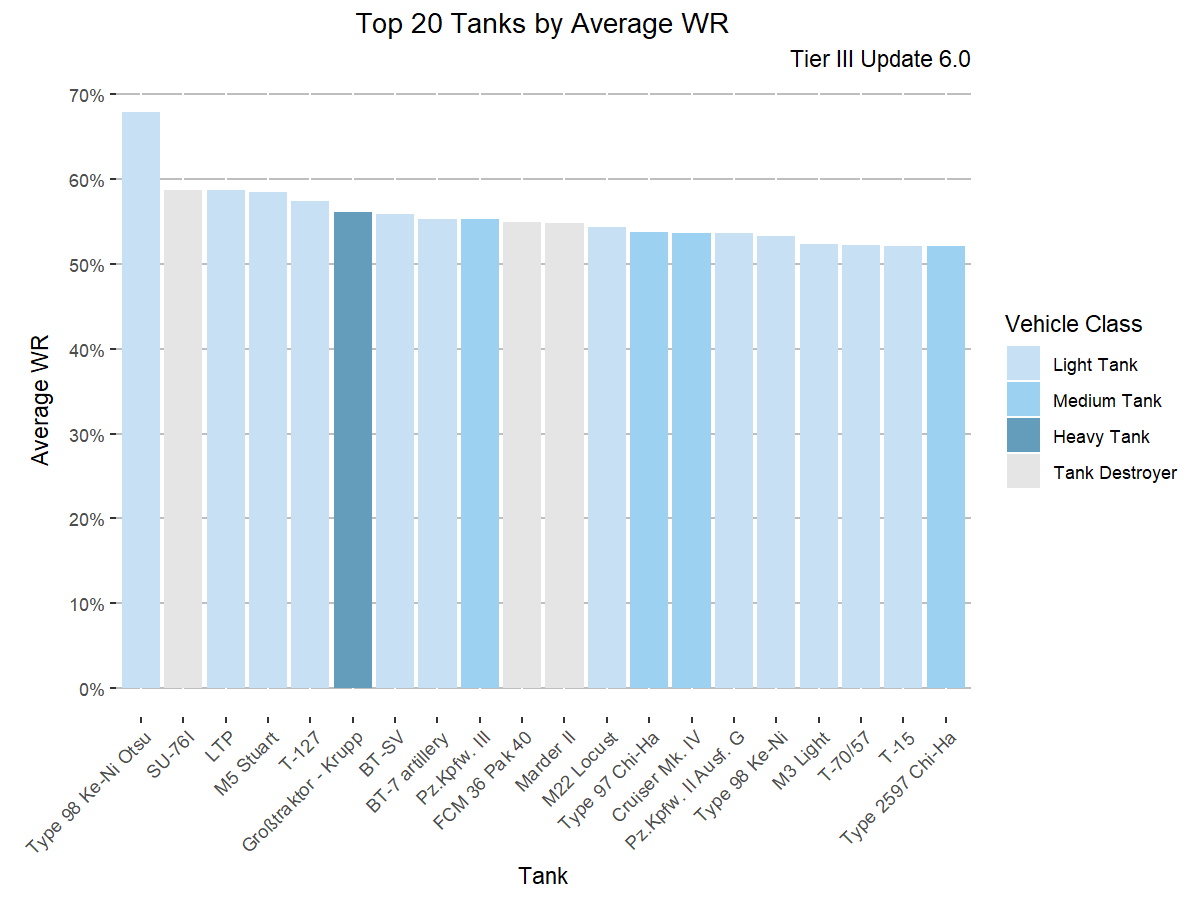 Top 20 Tanks by Average WR
Tier III Update 6.0
70%
60%
50%
40%
30%
20%
10%
0%
Average WR
Type 98 Ke-Ni Otsu
SU-76I
LTP
M5 Stuart
T-127
Großtraktor - Krupp
BT-SV
BT-7 artillery
Pz.Kpfw. III
FCM 36 Pak 40
Marder II
M22 Locust
Type 97 Chi-Ha
Cruiser Mk. IV
Pz.Kpfw. II Ausf. G
Type 98 Ke-Ni
M3 Light
T-70/57
T-15
Type 2597 Chi-Ha
Tank
Vehicle Class
Light Tank
Medium Tank
Heavy Tank
Tank Destroyer